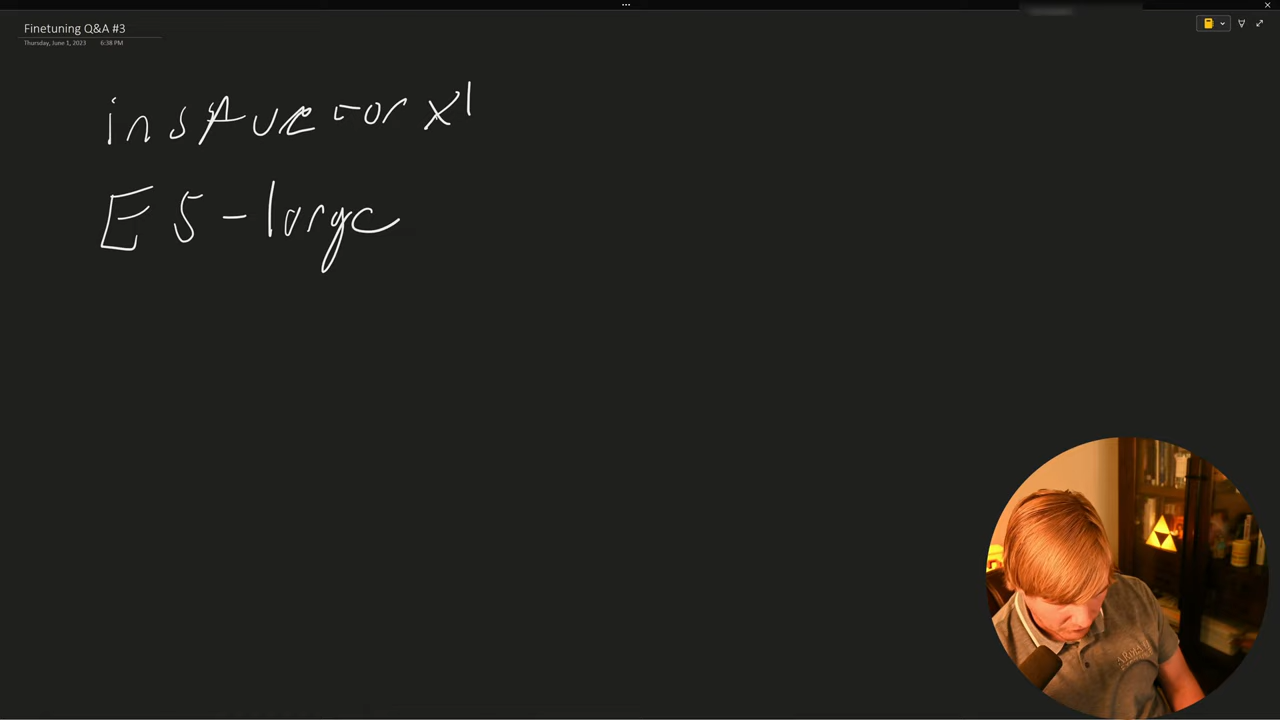 Finetuning Q&A #3
Thursday, June 1, 2023 6:38 PM
instructor xl
E5-large